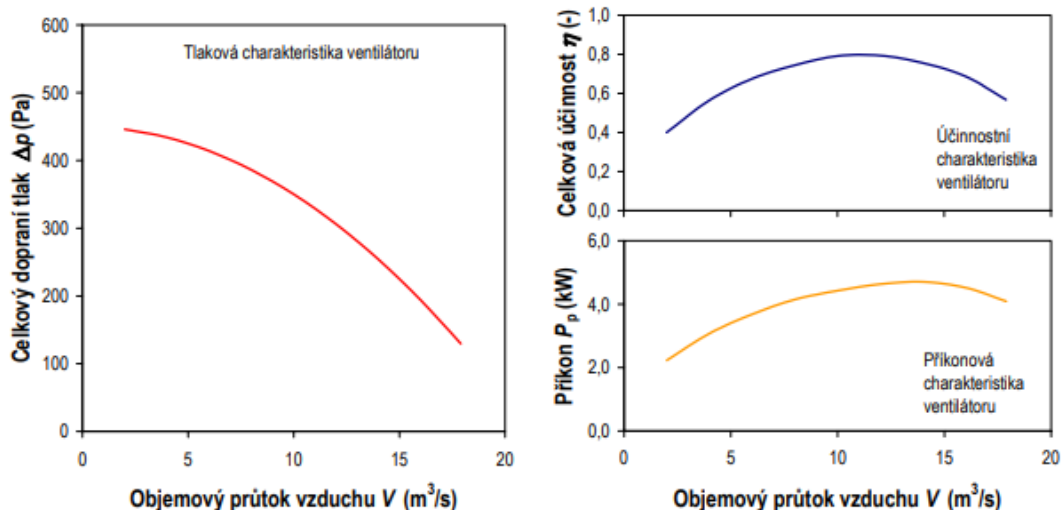 Tlaková charakteristika ventilátoru
Celkový dopraní tlak Δp (Pa)
600
500
400
300
200
100
0
0
5
10
15
20
Objemový průtok vzduchu V (m³/s)
Celková účinnost η (-)
1,0
0,8
0,6
0,4
0,2
0,0
Účinnostní
charakteristika
ventilátoru
Příkon Pp (kW)
6,0
4,0
2,0
0,0
Příkonová
charakteristika
ventilátoru
0
5
10
15
20
Objemový průtok vzduchu V (m³/s)